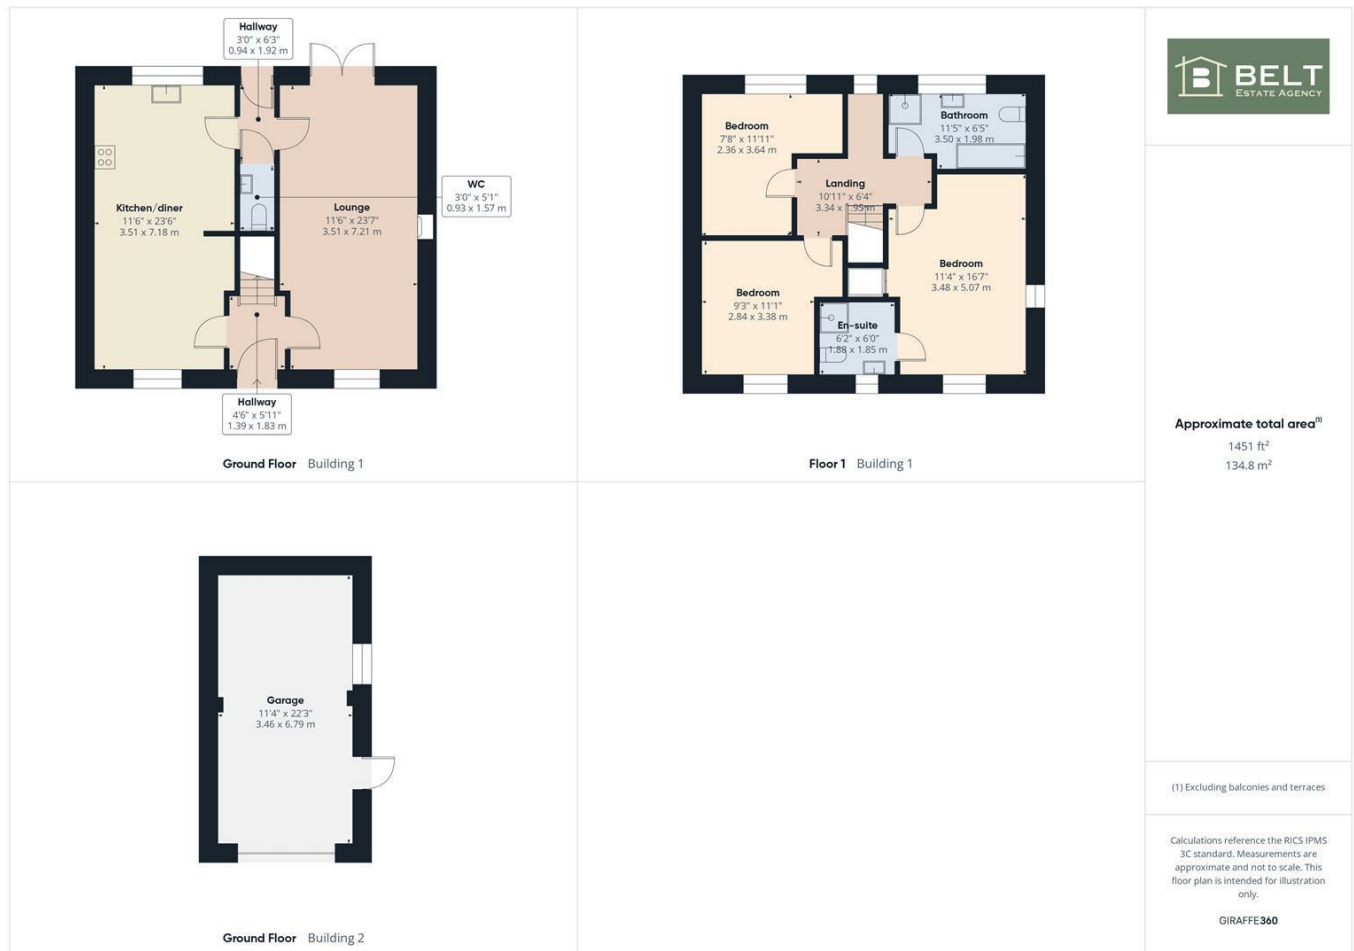 Hallway
3'0" x 6'3"
0.94 x 1.92 m
Kitchen/diner
11'6" x 23'6"
3.51 x 7.18 m
WC
3'0" x 5'1"
0.93 x 1.57 m
Lounge
11'6" x 23'7"
3.51 x 7.21 m
Hallway
4'6" x 5'11"
1.39 x 1.83 m
Ground Floor Building 1
Bedroom
7'8" x 11'11"
2.36 x 3.64 m
Bathroom
11'5" x 6'5"
3.50 x 1.98 m
Landing
10'11" x 6'4"
3.34 x 1.95 m
Bedroom
11'4" x 16'7"
3.48 x 5.07 m
Bedroom
9'3" x 11'1"
2.84 x 3.38 m
En-suite
6'2" x 6'0"
1.88 x 1.85 m
Floor 1 Building 1
Garage
11'4" x 22'3"
3.46 x 6.79 m
Ground Floor Building 2
B BELT
ESTATE AGENCY
Approximate total area(1)
1451 ft²
134.8 m²
(1) Excluding balconies and terraces
Calculations reference the RICS IPMS
3C standard. Measurements are
approximate and not to scale. This
floor plan is intended for illustration
only.
GIRAFFE360